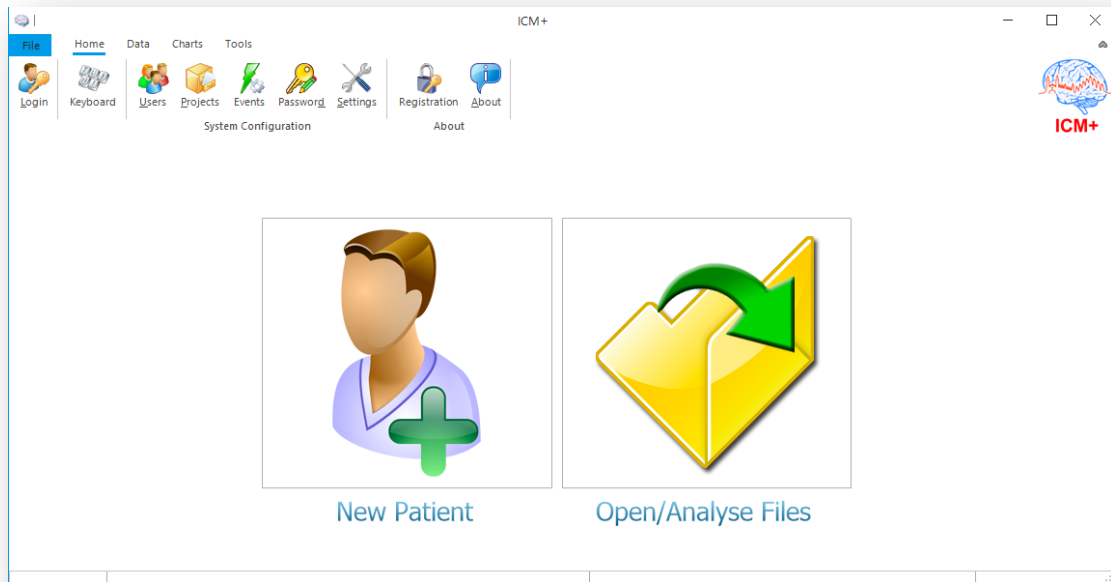 ICM+
File Home Data Charts Tools
Login Keyboard Users Projects Events Password Settings Registration About
System Configuration About
ICM+
New Patient Open/Analyse Files